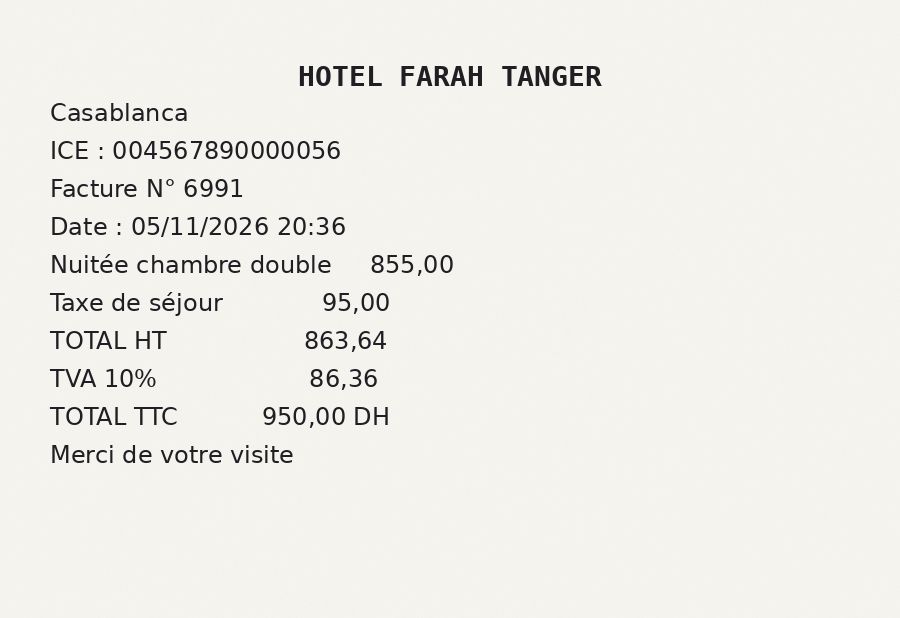 HOTEL FARAH TANGER
Casablanca
ICE : 004567890000056
Facture N° 6991
Date : 05/11/2026 20:36
Nuitée chambre double 855,00
Taxe de séjour 95,00
TOTAL HT 863,64
TVA 10% 86,36
TOTAL TTC 950,00 DH
Merci de votre visite